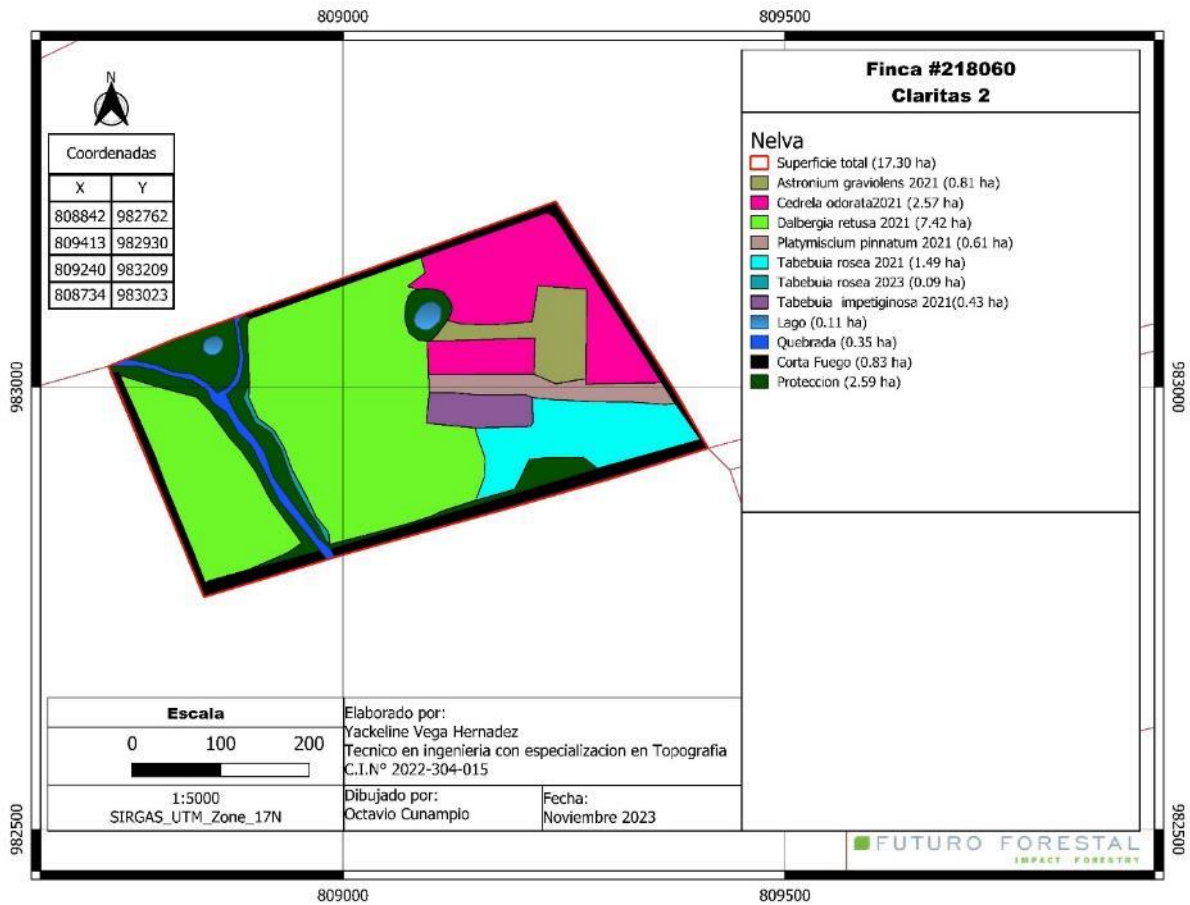 809000
809500
N
Coordenadas
X Y
808842 982762
809413 982930
809240 983209
808734 983023
Finca #218060
Claritas 2
Nelva
Superficie total (17.30 ha)
Astronium graviolens 2021 (0.81 ha)
Cedrela odorata2021 (2.57 ha)
Dalbergia retusa 2021 (7.42 ha)
Platymiscium pinnatum 2021 (0.61 ha)
Tabebuia rosea 2021 (1.49 ha)
Tabebuia rosea 2023 (0.09 ha)
Tabebuia impetiginosa 2021(0.43 ha)
Lago (0.11 ha)
Quebrada (0.35 ha)
Corta Fuego (0.83 ha)
Proteccion (2.59 ha)
983000
983000
Escala
0 100 200
1:5000
SIRGAS_UTM_Zone_17N
Elaborado por:
Yackeline Vega Hernadez
Tecnico en ingenieria con especializacion en Topografia
C.I.Nº 2022-304-015
Dibujado por:
Octavio Cunampio
Fecha:
Noviembre 2023
982500
982500
FUTURO FORESTAL
IMPACT FORESTRY
809000
809500